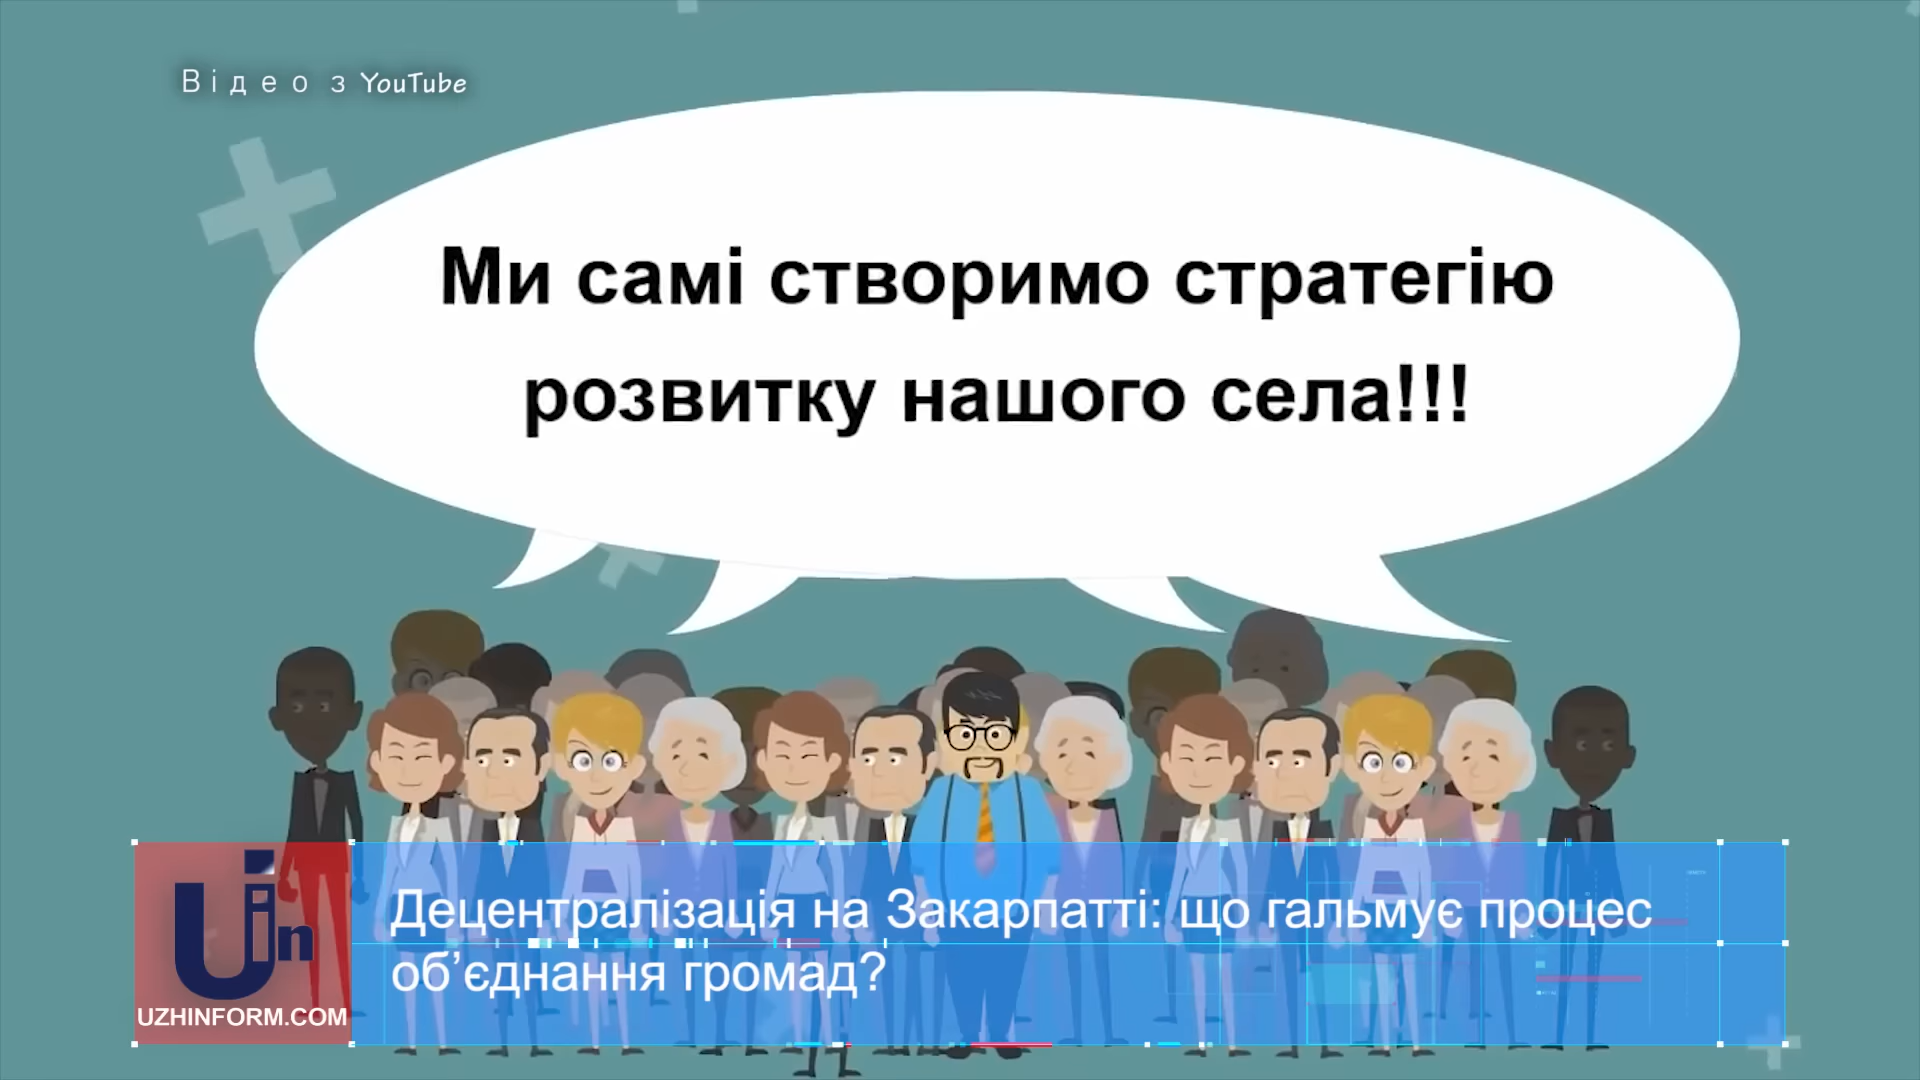 Відео з YouTube
Ми самі створимо стратегію
розвитку нашого села!!!
Uin
Децентралізація на Закарпатті: що гальмує процес
об’єднання громад?
UZHINFORM.COM